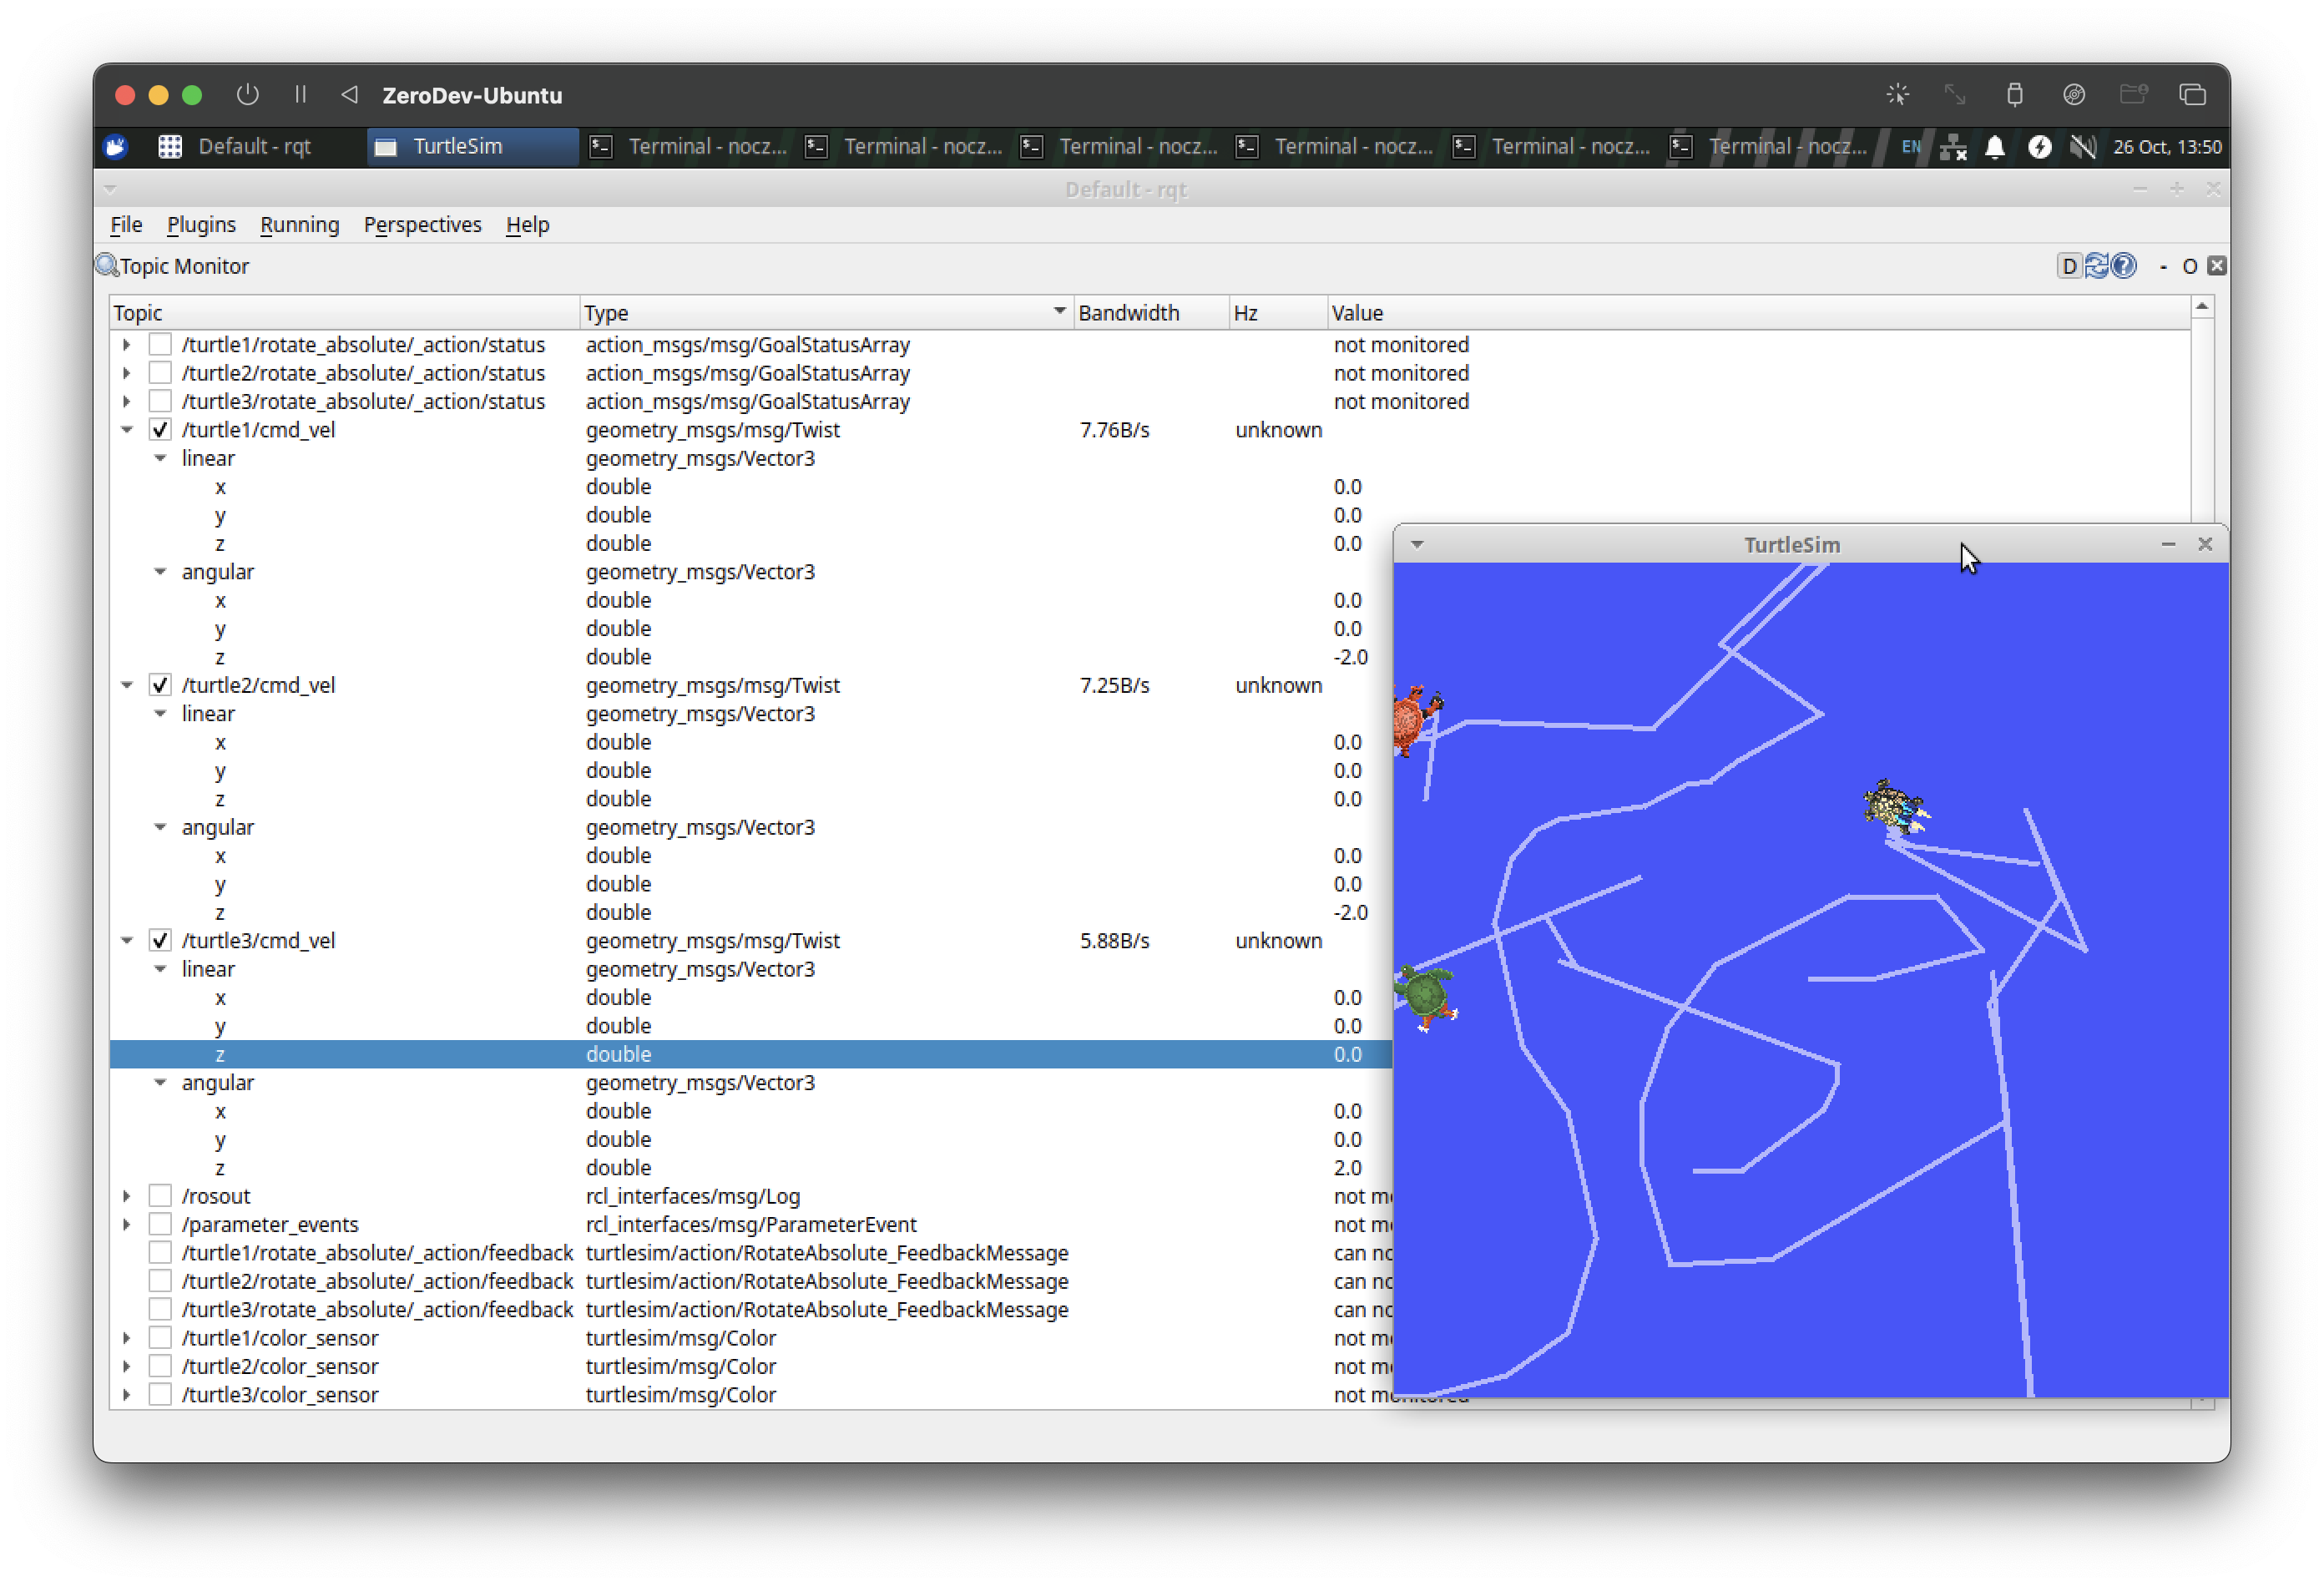 ZeroDev-Ubuntu
Default - rqt TurtleSim Terminal - nocz... Terminal - nocz... Terminal - nocz... Terminal - nocz... Terminal - nocz... Terminal - nocz... EN 26 Oct, 13:50
Default - rqt
File Plugins Running Perspectives Help
Topic Monitor D - O
Topic Type Bandwidth Hz Value
/turtle1/rotate_absolute/_action/status action_msgs/msg/GoalStatusArray not monitored
/turtle2/rotate_absolute/_action/status action_msgs/msg/GoalStatusArray not monitored
/turtle3/rotate_absolute/_action/status action_msgs/msg/GoalStatusArray not monitored
/turtle1/cmd_vel geometry_msgs/msg/Twist 7.76B/s unknown
linear geometry_msgs/Vector3
x double 0.0
y double 0.0
z double 0.0
angular geometry_msgs/Vector3
x double 0.0
y double 0.0
z double -2.0
/turtle2/cmd_vel geometry_msgs/msg/Twist 7.25B/s unknown
linear geometry_msgs/Vector3
x double 0.0
y double 0.0
z double 0.0
angular geometry_msgs/Vector3
x double 0.0
y double 0.0
z double -2.0
/turtle3/cmd_vel geometry_msgs/msg/Twist 5.88B/s unknown
linear geometry_msgs/Vector3
x double 0.0
y double 0.0
z double 0.0
angular geometry_msgs/Vector3
x double 0.0
y double 0.0
z double 2.0
/rosout rcl_interfaces/msg/Log not
/parameter_events rcl_interfaces/msg/ParameterEvent not
/turtle1/rotate_absolute/_action/feedback turtlesim/action/RotateAbsolute_FeedbackMessage can
/turtle2/rotate_absolute/_action/feedback turtlesim/action/RotateAbsolute_FeedbackMessage can
/turtle3/rotate_absolute/_action/feedback turtlesim/action/RotateAbsolute_FeedbackMessage can
/turtle1/color_sensor turtlesim/msg/Color not
/turtle2/color_sensor turtlesim/msg/Color not
/turtle3/color_sensor turtlesim/msg/Color not
TurtleSim